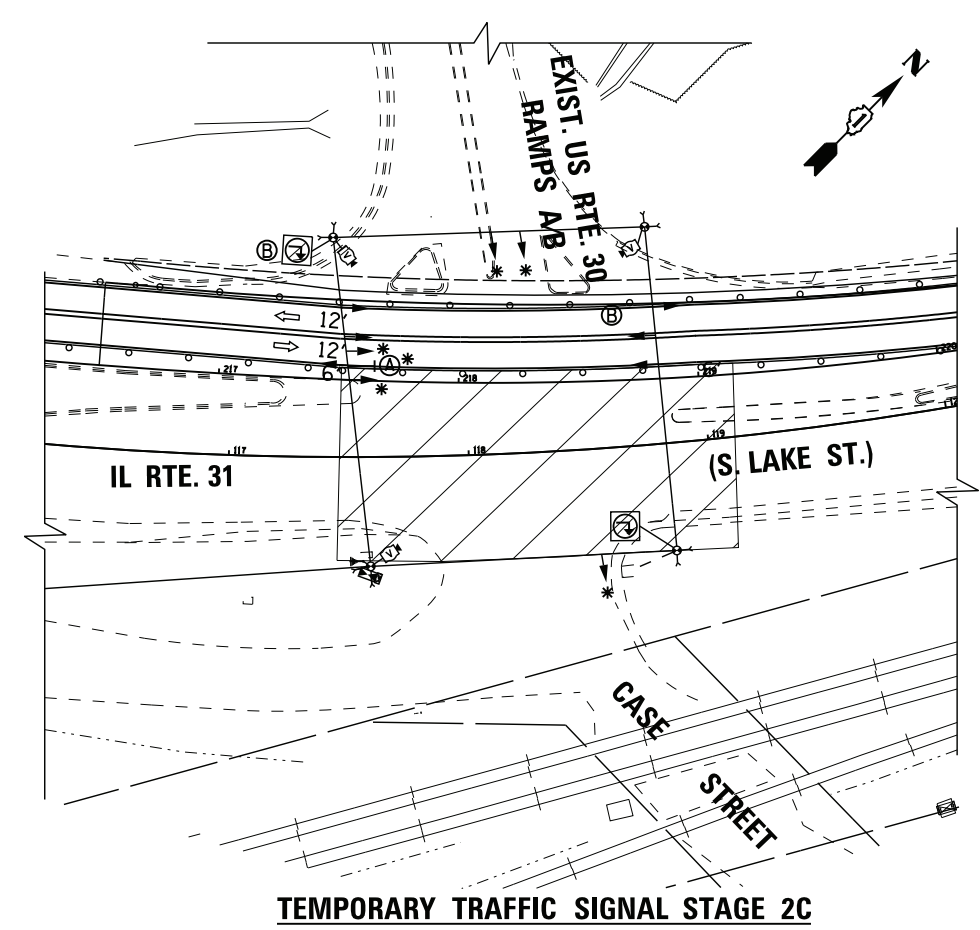 N
EXIST. US RTE. 30
RAMPS A/B
B
V
V
12'
B
12'
A
6'
217
218
219
220
117
118
119
IL RTE. 31
(S. LAKE ST.)
V
CASE
STREET
TEMPORARY TRAFFIC SIGNAL STAGE 2C